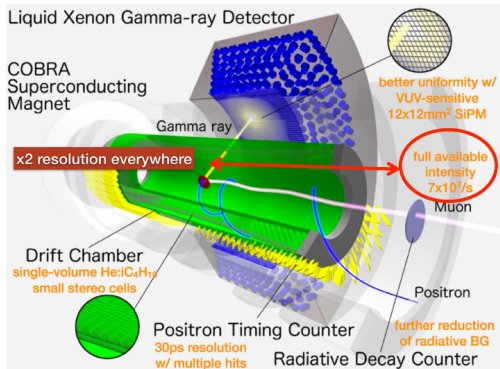 Liquid Xenon Gamma-ray Detector
COBRA
Superconducting
Magnet
better uniformity w/
VUV-sensitive
12x12mm² SiPM
Gamma ray
x2 resolution everywhere
full available
intensity
7x10⁷/s
Muon
Drift Chamber
single-volume He:iC₄H₁₀
small stereo cells
Positron
Positron Timing Counter
30ps resolution
w/ multiple hits
further reduction
of radiative BG
Radiative Decay Counter